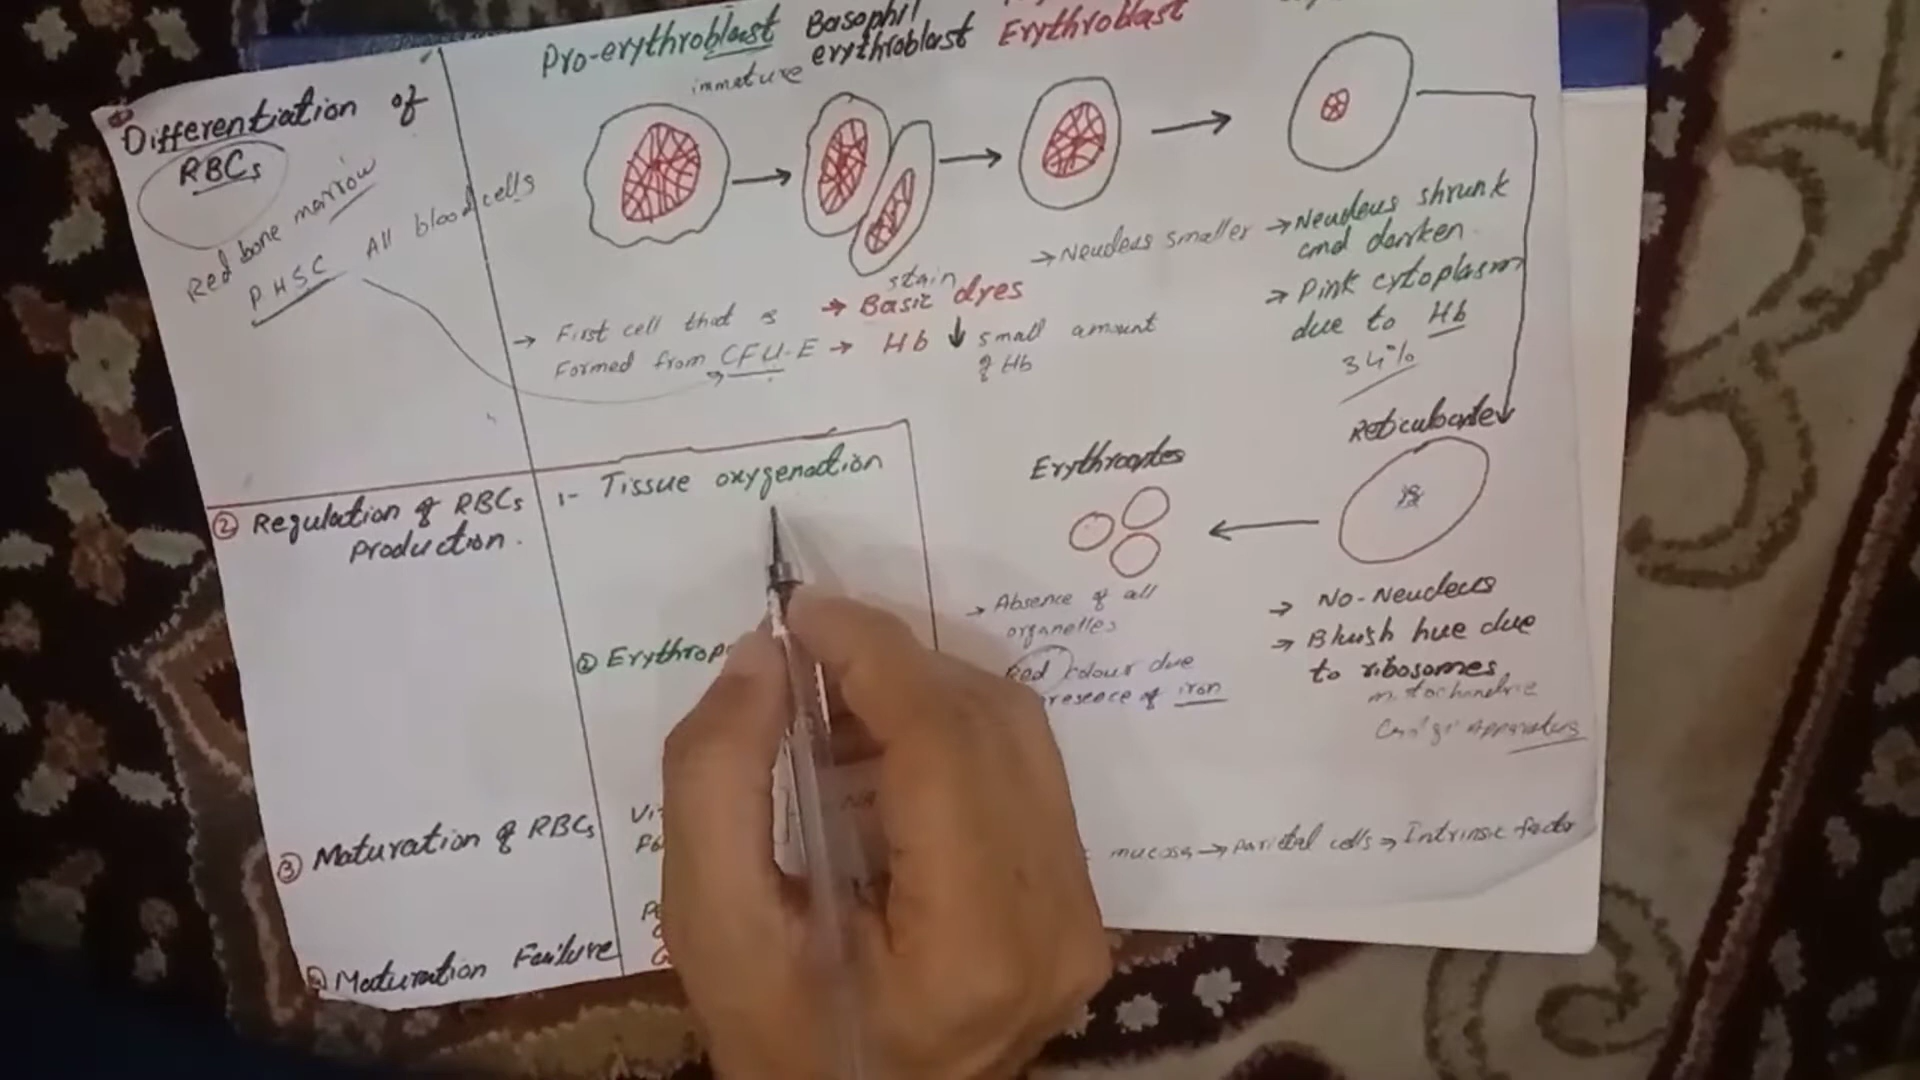 Pro-erythroblast
immature
Basophil
erythroblast
Erythroblast
Differentiation of
RBCs
Red bone marrow
PHSC
All blood cells
→ First cell that is
Formed from CFU-E
stain
→ Basic dyes
→ Hb ↓ small amount
of Hb
→ Neucleus smaller
→ Neucleus shrunk
and darken.
→ Pink cytoplasm
due to Hb
34%
② Regulation of RBCs
production.
1- Tissue oxygenation
② Erythrop
Erythrocytes
→ Absence of all
organelles
Red colour due
presence of iron
Reticulocyte
→ No-Neucleus
→ Bluish hue due
to ribosomes
mitochondrie
Golgi Apparatus
③ Maturation of RBCs
mucosa → parietal cells → Intrinsic factor
Maturation Failure